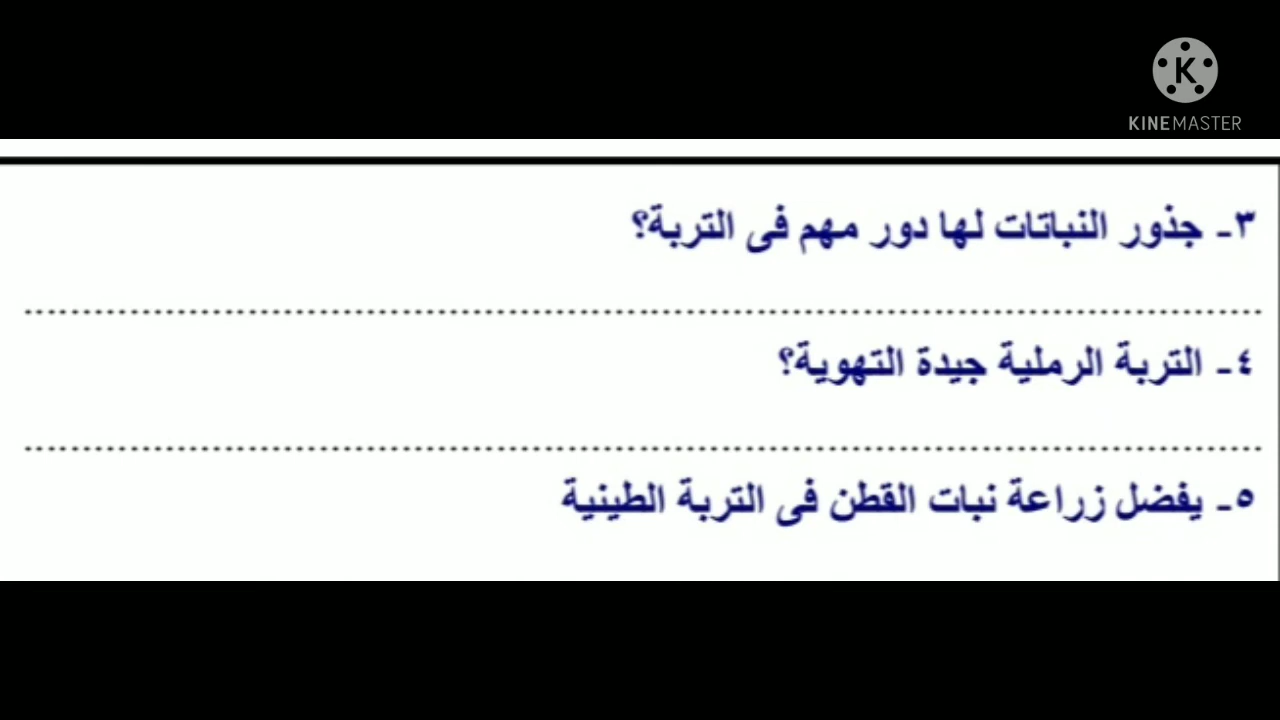 KINEMASTER
٣- جذور النباتات لها دور مهم فى التربة؟
٤- التربة الرملية جيدة التهوية؟
٥- يفضل زراعة نبات القطن فى التربة الطينية